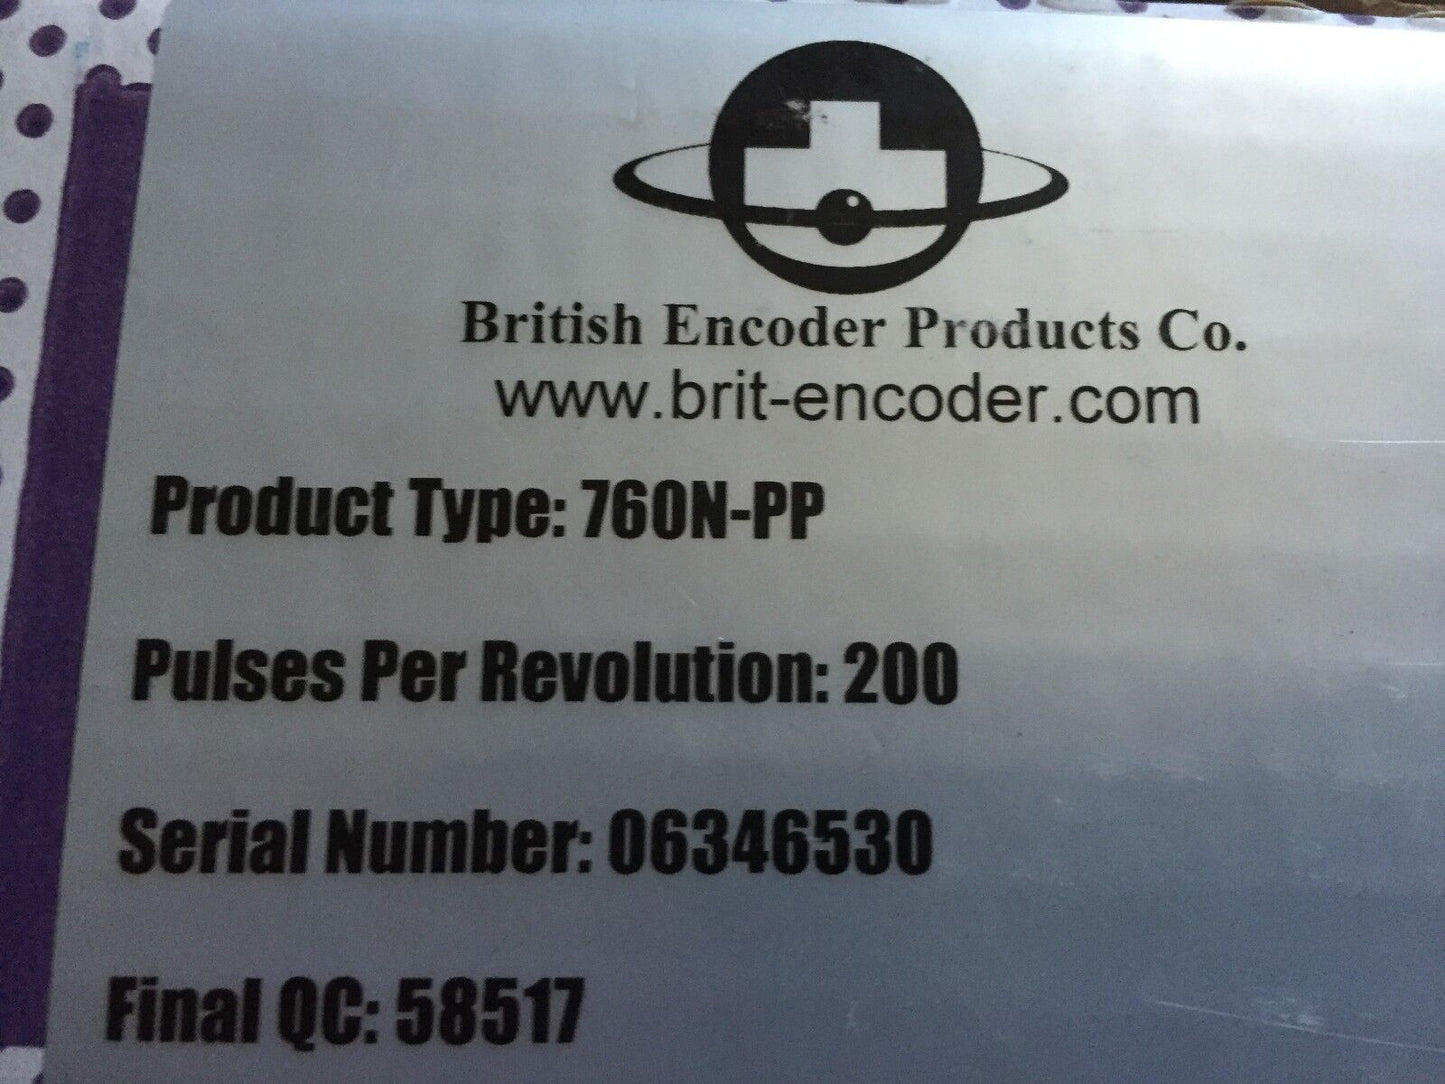 British Encoder Products Co.
www.brit-encoder.com
Product Type: 760N-PP
Pulses Per Revolution: 200
Serial Number: 06346530
Final QC: 58517